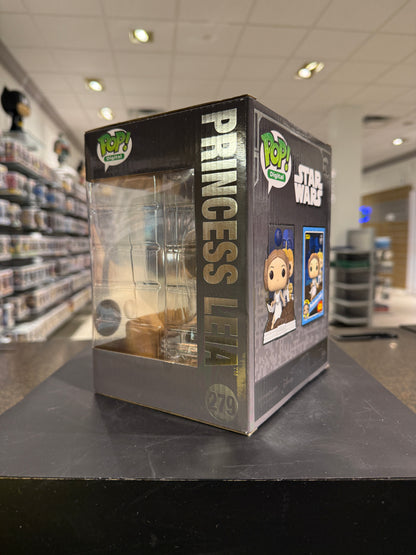 POP!
Digital
PRINCESS LEIA
279
POP!
Digital
STAR
WARS